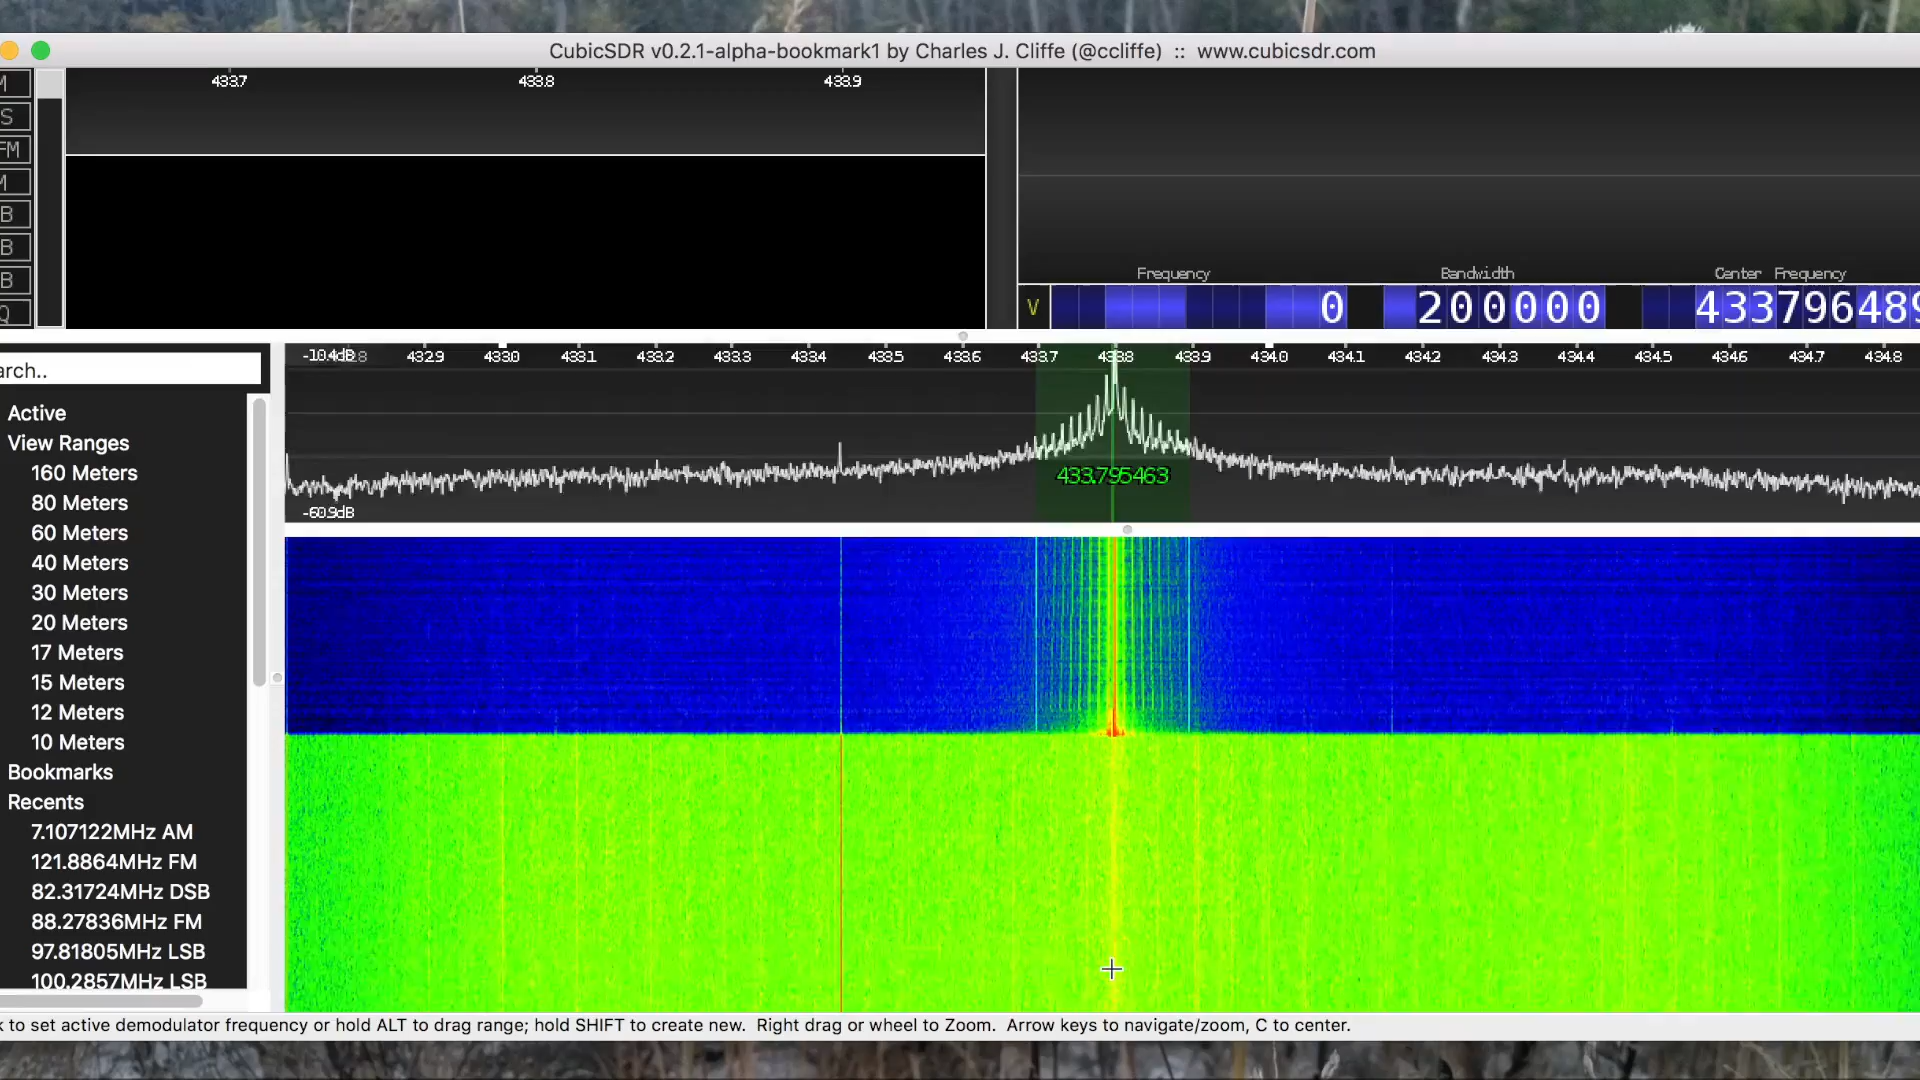 CubicSDR v0.2.1-alpha-bookmark1 by Charles J. Cliffe (@ccliffe) :: www.cubicsdr.com
433.7 433.8 433.9
M
S
FM
M
B
B
B
Q
Frequency Bandwidth Center Frequency
V 0 200000 433796489
-10.4dB 432.9 433.0 433.1 433.2 433.3 433.4 433.5 433.6 433.7 433.8 433.9 434.0 434.1 434.2 434.3 434.4 434.5 434.6 434.7 434.8
433.795463
-60.9dB
arch..
Active
View Ranges
160 Meters
80 Meters
60 Meters
40 Meters
30 Meters
20 Meters
17 Meters
15 Meters
12 Meters
10 Meters
Bookmarks
Recents
7.107122MHz AM
121.8864MHz FM
82.31724MHz DSB
88.27836MHz FM
97.81805MHz LSB
100.2857MHz LSB
k to set active demodulator frequency or hold ALT to drag range; hold SHIFT to create new. Right drag or wheel to Zoom. Arrow keys to navigate/zoom, C to center.